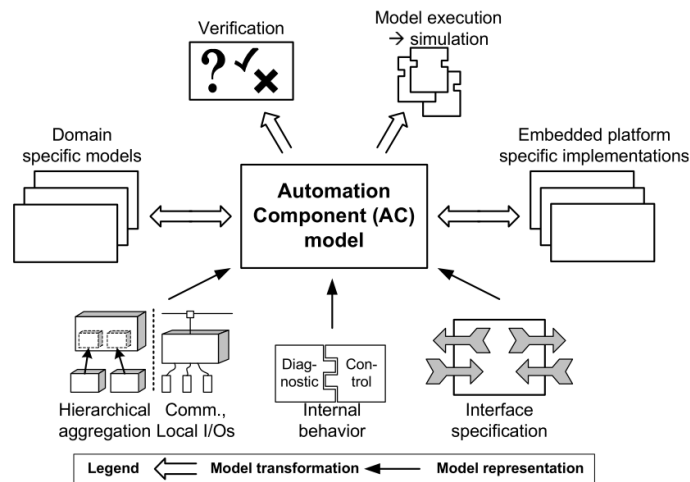 Verification
Model execution
→ simulation
Domain
specific models
Embedded platform
specific implementations
Automation
Component (AC)
model
Diag-
nostic
Con-
trol
Hierarchical
aggregation
Comm.,
Local I/Os
Internal
behavior
Interface
specification
Legend Model transformation Model representation